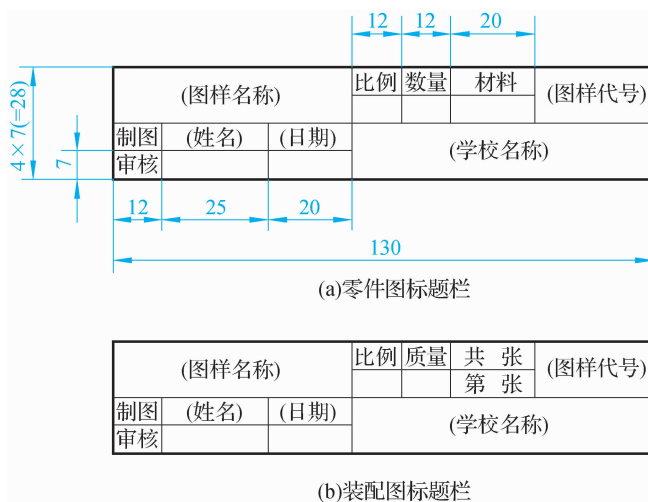 12 12 20
比例 数量 材料
(图样名称) (图样代号)
4×7(=28)
制图 (姓名) (日期)
(学校名称)
7
审核
12 25 20
130
(a)零件图标题栏
比例 质量 共 张
(图样名称) (图样代号)
第 张
制图 (姓名) (日期)
(学校名称)
审核
(b)装配图标题栏